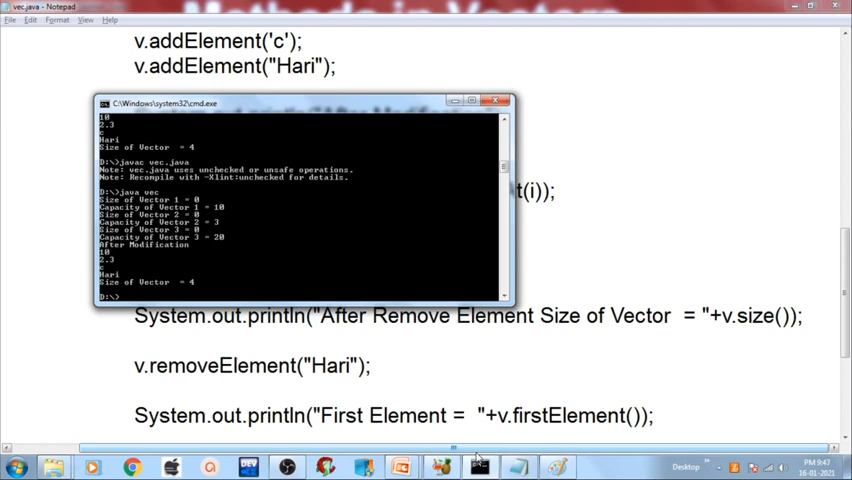 vec.java - Notepad
File Edit Format View Help
v.addElement('c');
v.addElement("Hari");
C:\Windows\system32\cmd.exe
10
2.3
c
Hari
Size of Vector  = 4
D:\>javac vec.java
Note: vec.java uses unchecked or unsafe operations.
Note: Recompile with -Xlint:unchecked for details.
D:\>java vec
Size of Vector 1 = 0
Capacity of Vector 1 = 10
Size of Vector 2 = 0
Capacity of Vector 2 = 3
Size of Vector 3 = 0
Capacity of Vector 3 = 20
After Modification
10
2.3
c
Hari
Size of Vector  = 4
D:\>
t(i));
System.out.println("After Remove Element Size of Vector  = "+v.size());
v.removeElement("Hari");
System.out.println("First Element =  "+v.firstElement());
DEV
Desktop
PM 9:47
16-01-2021